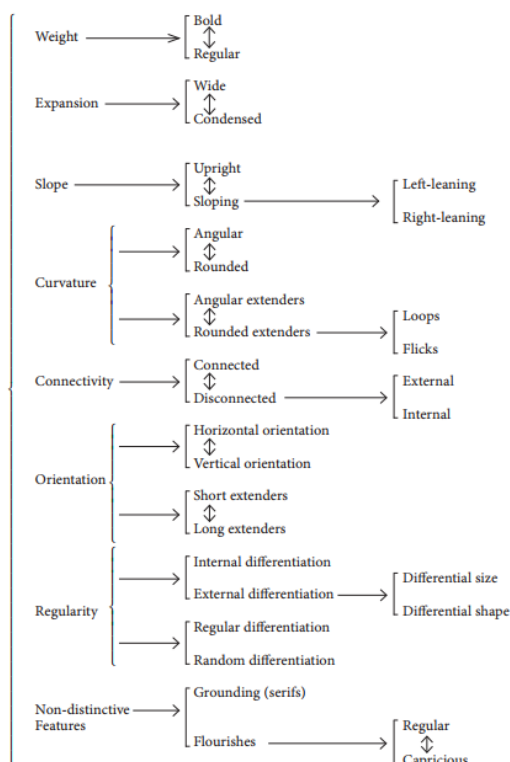 Weight
Bold
Regular
Expansion
Wide
Condensed
Slope
Upright
Sloping
Left-leaning
Right-leaning
Curvature
Angular
Rounded
Angular extenders
Rounded extenders
Loops
Flicks
Connectivity
Connected
Disconnected
External
Internal
Orientation
Horizontal orientation
Vertical orientation
Short extenders
Long extenders
Regularity
Internal differentiation
External differentiation
Differential size
Differential shape
Regular differentiation
Random differentiation
Non-distinctive
Features
Grounding (serifs)
Flourishes
Regular
Capricious